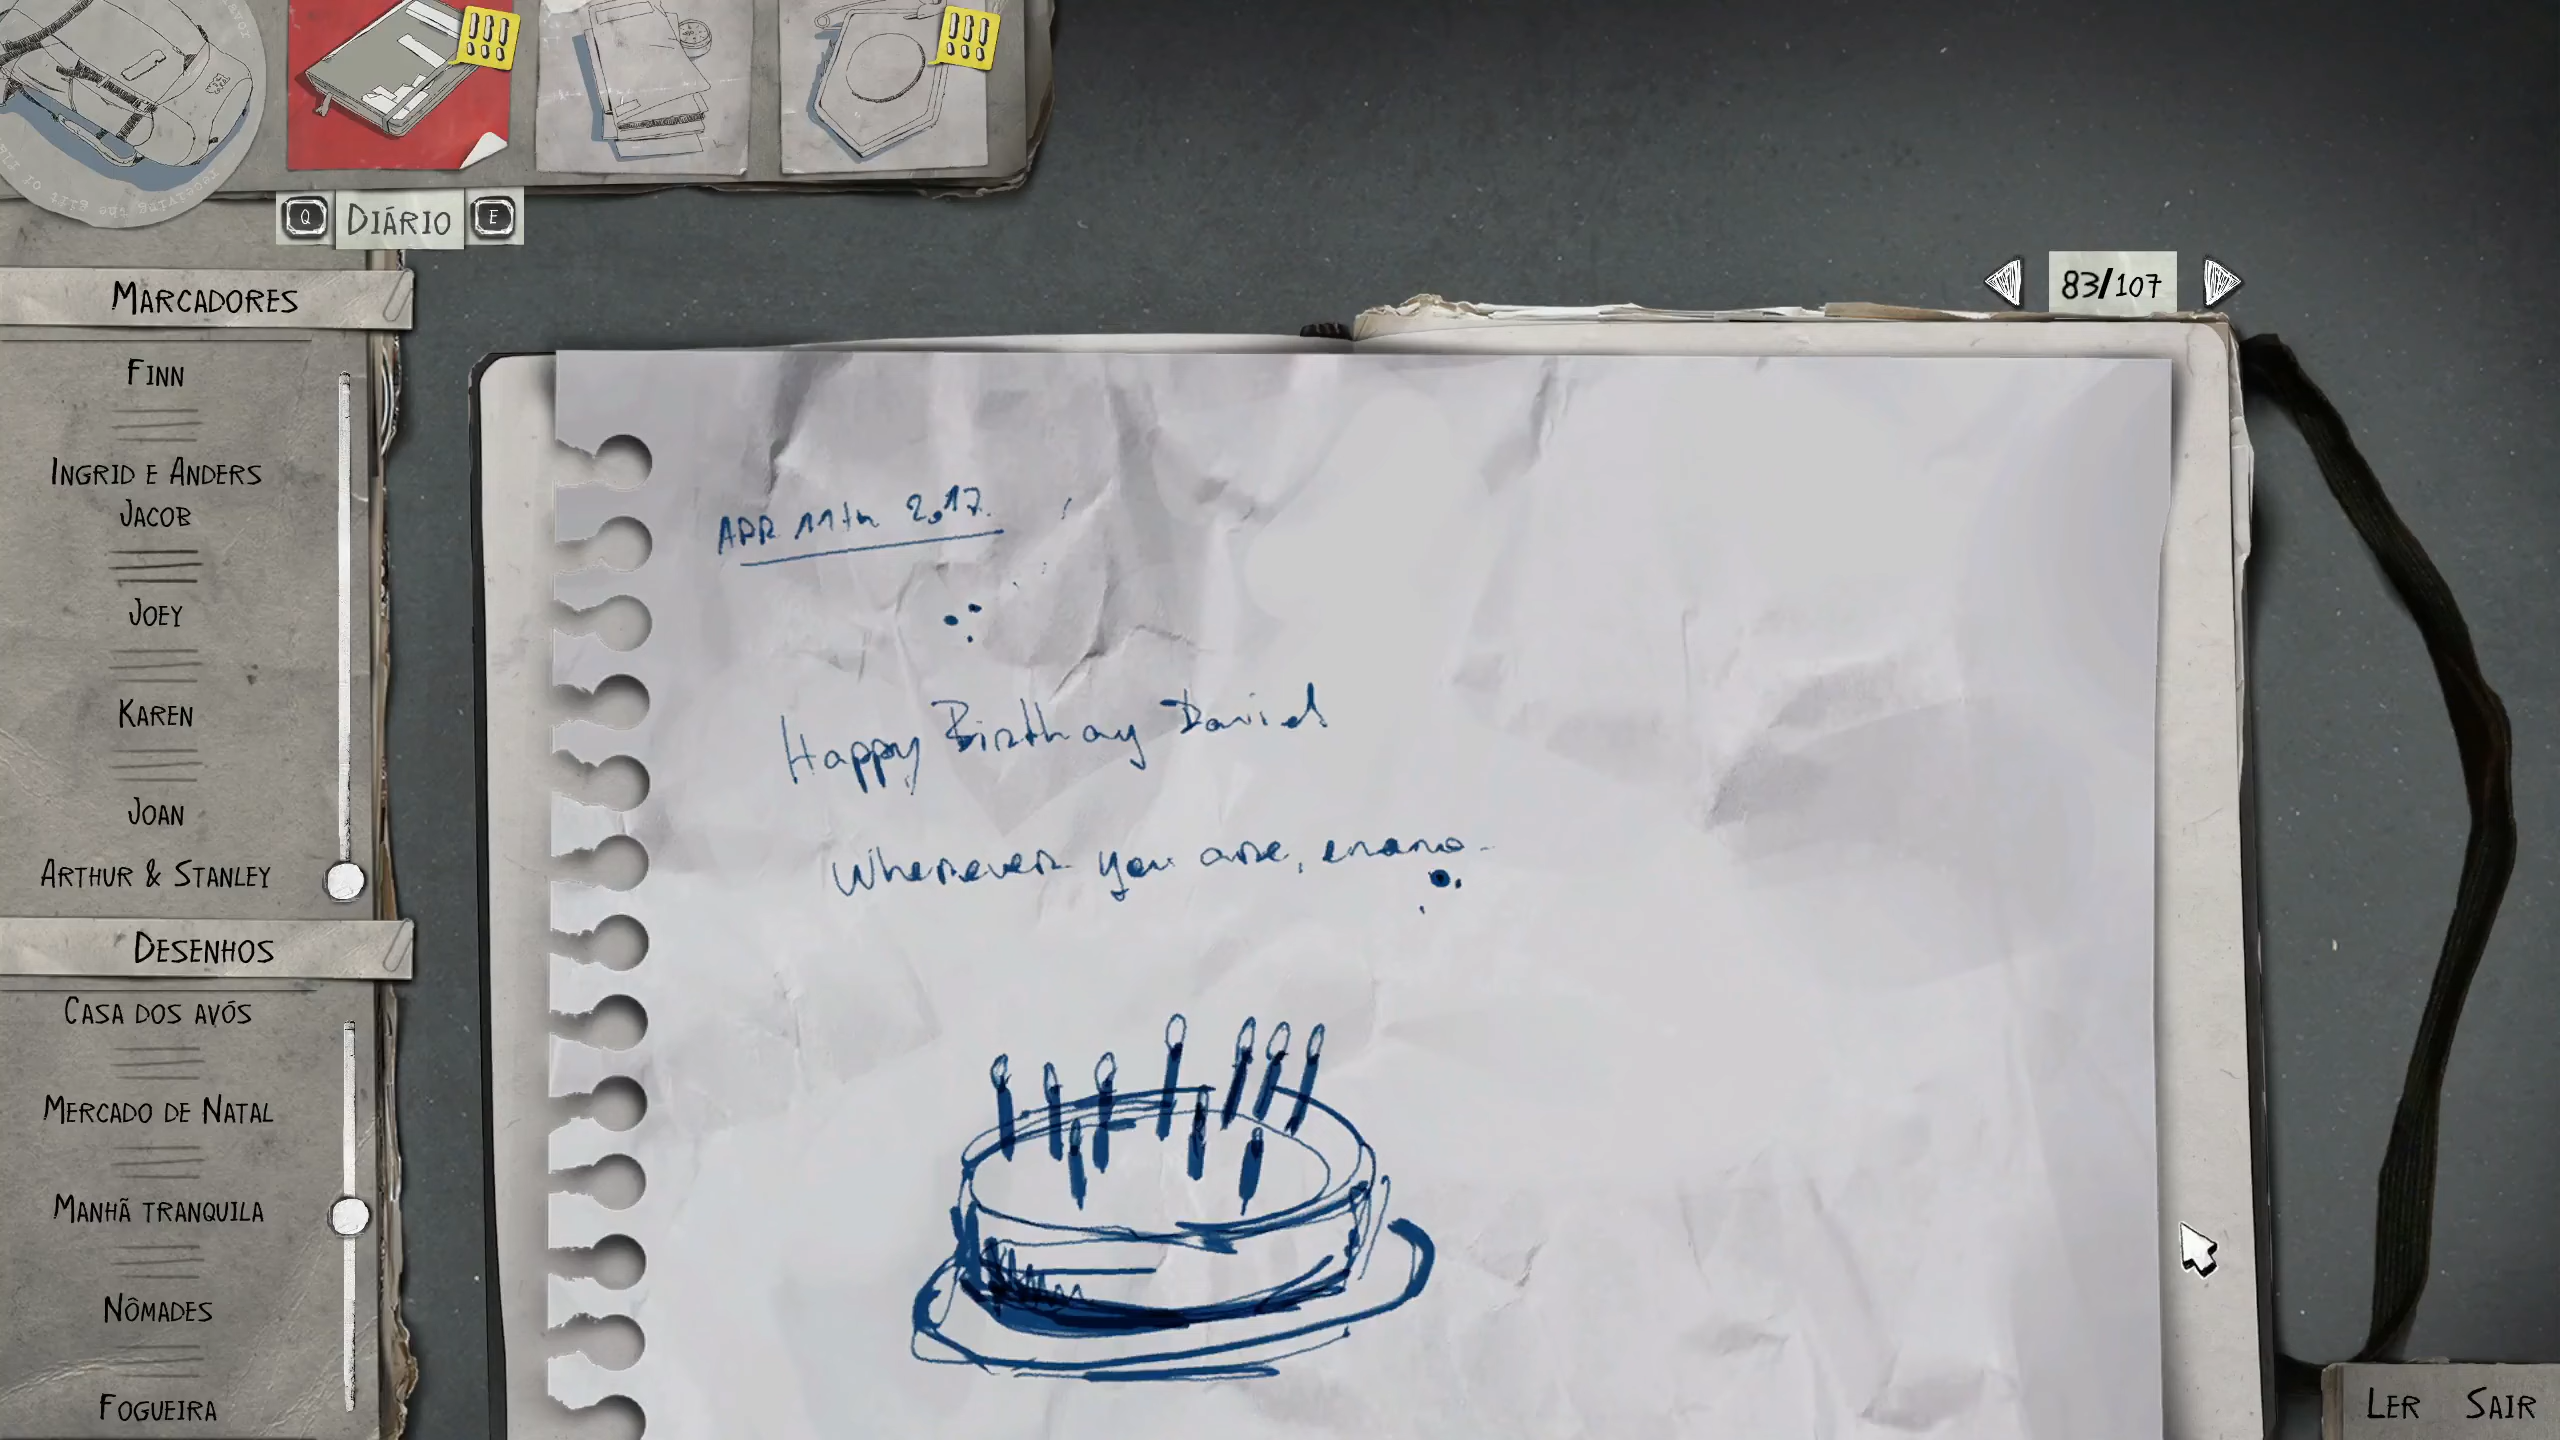 Q DIÁRIO E
MARCADORES
FINN
INGRID E ANDERS
JACOB
JOEY
KAREN
JOAN
ARTHUR & STANLEY
DESENHOS
CASA DOS AVÓS
MERCADO DE NATAL
MANHÃ TRANQUILA
NÔMADES
FOGUEIRA
83/107
APR 11th 2017.
Happy Birthday David
Wherever you are, enano.
LER SAIR